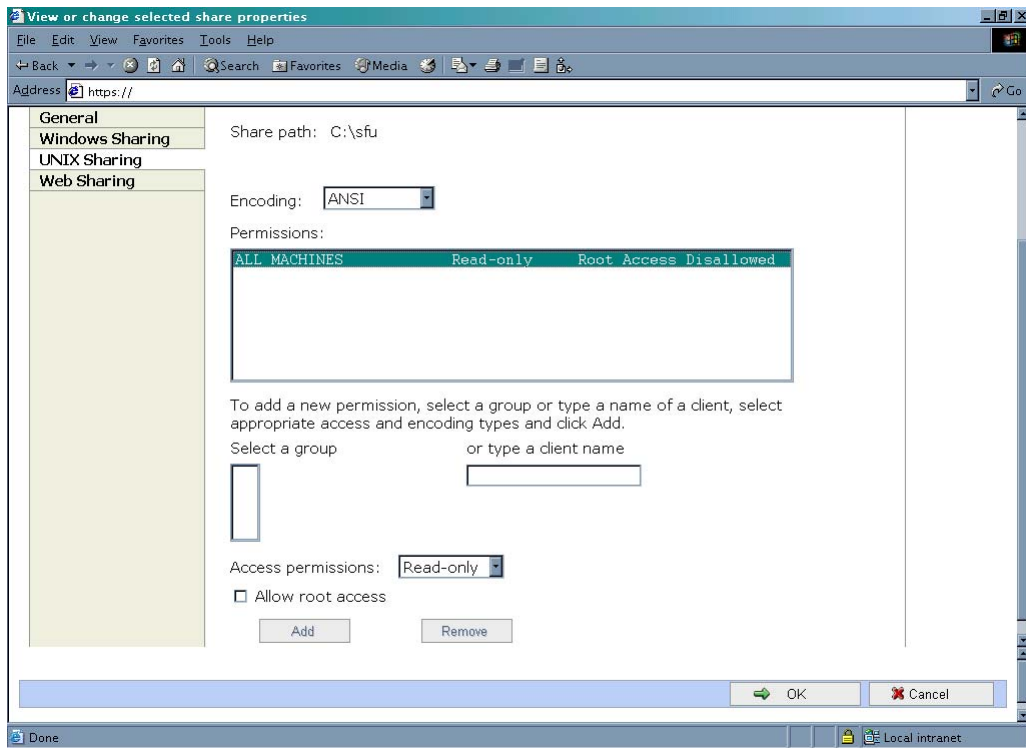 View or change selected share properties
File Edit View Favorites Tools Help
Back Search Favorites Media
Address https:// Go
General
Windows Sharing
UNIX Sharing
Web Sharing
Share path: C:\sfu
Encoding: ANSI
Permissions:
ALL MACHINES Read-only Root Access Disallowed
To add a new permission, select a group or type a name of a client, select
appropriate access and encoding types and click Add.
Select a group or type a client name
Access permissions: Read-only
Allow root access
Add Remove
OK Cancel
Done Local intranet